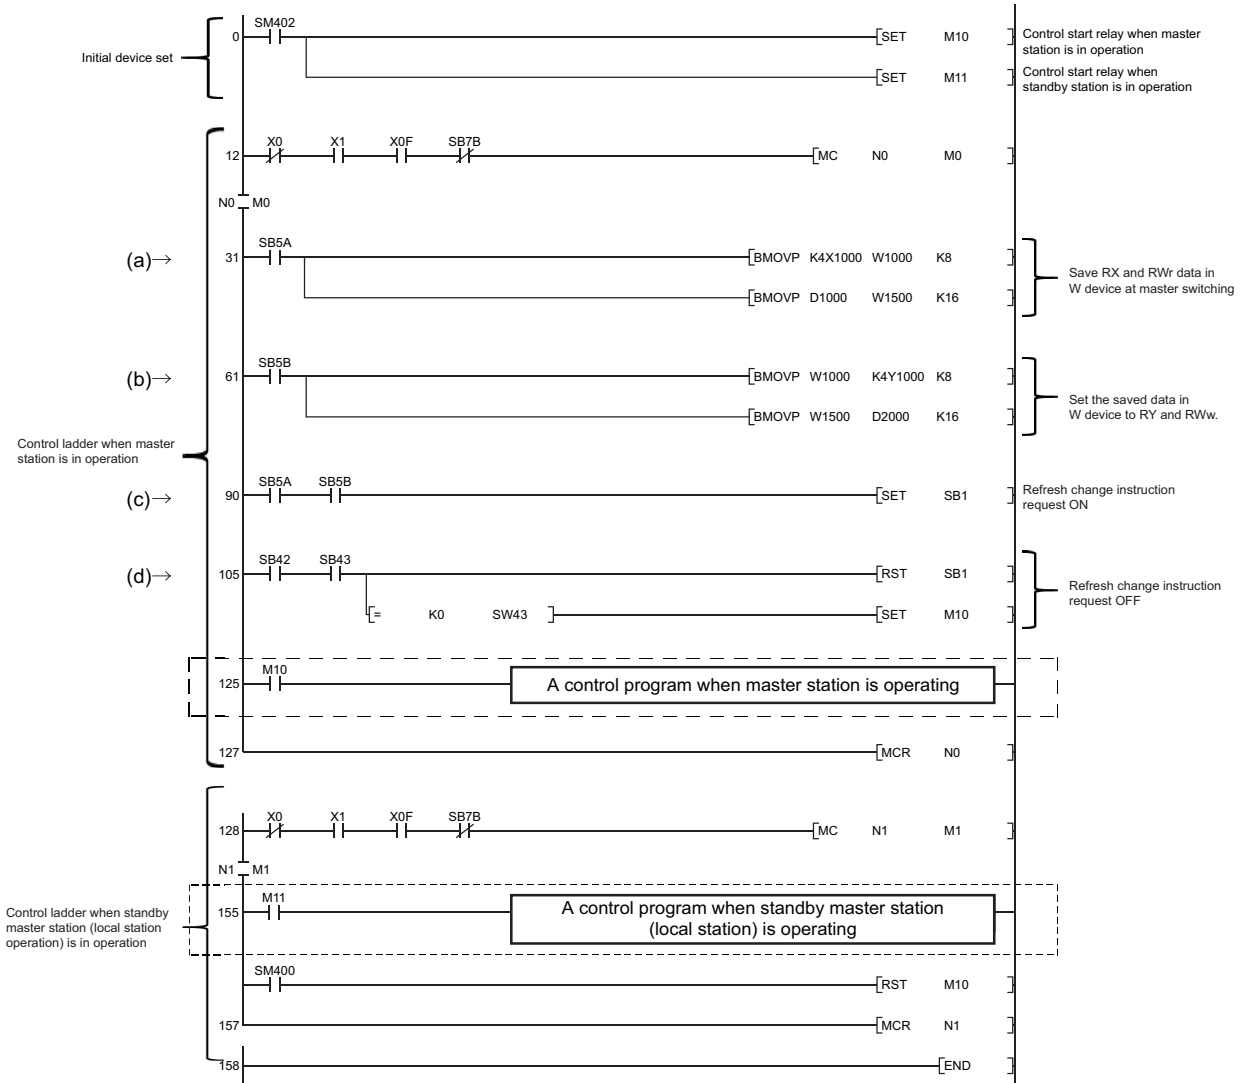 SM402
0
[SET M10 ]
Control start relay when master
station is in operation
Initial device set
[SET M11 ]
Control start relay when
standby station is in operation
X0 X1 X0F SB7B
12
[MC N0 M0 ]
N0 M0
SB5A
(a)→
31
[BMOVP K4X1000 W1000 K8 ]
[BMOVP D1000 W1500 K16 ]
Save RX and RWr data in
W device at master switching
SB5B
(b)→
61
[BMOVP W1000 K4Y1000 K8 ]
[BMOVP W1500 D2000 K16 ]
Set the saved data in
W device to RY and RWw.
Control ladder when master
station is in operation
SB5A SB5B
(c)→
90
[SET SB1 ]
Refresh change instruction
request ON
SB42 SB43
(d)→
105
[RST SB1 ]
[= K0 SW43 ]
[SET M10 ]
Refresh change instruction
request OFF
M10
125
A control program when master station is operating
127
[MCR N0 ]
X0 X1 X0F SB7B
128
[MC N1 M1 ]
N1 M1
M11
155
A control program when standby master station
(local station) is operating
Control ladder when standby
master station (local station
operation) is in operation
SM400
[RST M10 ]
157
[MCR N1 ]
158
[END ]